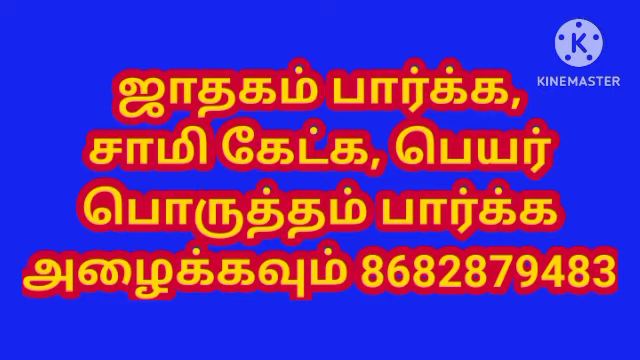 KINEMASTER
ஜாதகம் பார்க்க,
சாமி கேட்க, பெயர்
பொருத்தம் பார்க்க
அழைக்கவும் 8682879483